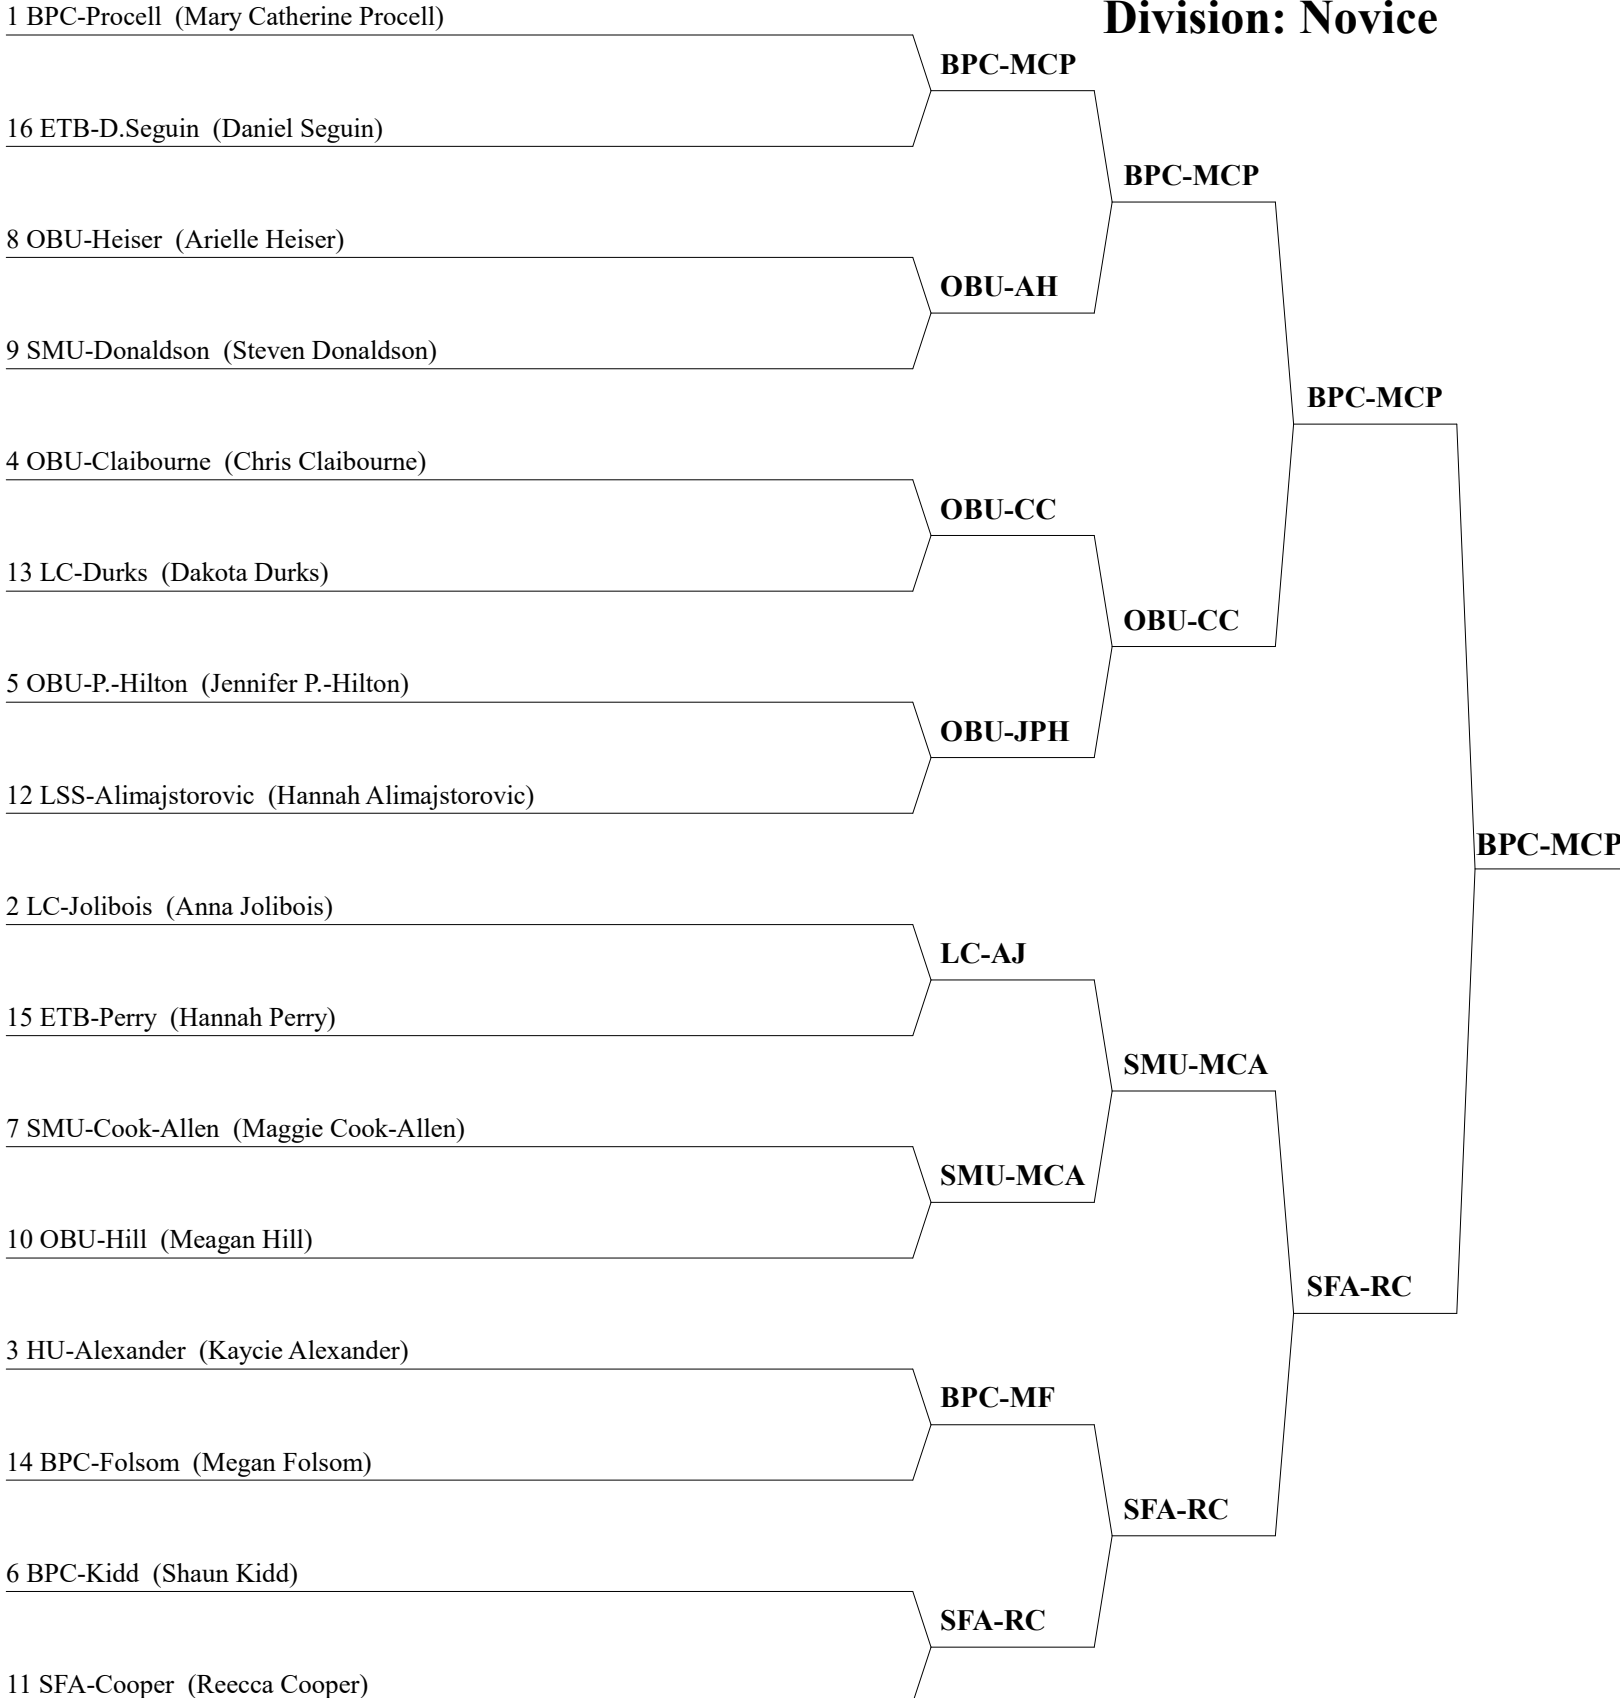 Division: Novice
1 BPC-Procell (Mary Catherine Procell)
BPC-MCP
16 ETB-D.Seguin (Daniel Seguin)
BPC-MCP
8 OBU-Heiser (Arielle Heiser)
OBU-AH
9 SMU-Donaldson (Steven Donaldson)
BPC-MCP
4 OBU-Claibourne (Chris Claibourne)
OBU-CC
13 LC-Durks (Dakota Durks)
OBU-CC
5 OBU-P.-Hilton (Jennifer P.-Hilton)
OBU-JPH
12 LSS-Alimajstorovic (Hannah Alimajstorovic)
BPC-MCP
2 LC-Jolibois (Anna Jolibois)
LC-AJ
15 ETB-Perry (Hannah Perry)
SMU-MCA
7 SMU-Cook-Allen (Maggie Cook-Allen)
SMU-MCA
10 OBU-Hill (Meagan Hill)
SFA-RC
3 HU-Alexander (Kaycie Alexander)
BPC-MF
14 BPC-Folsom (Megan Folsom)
SFA-RC
6 BPC-Kidd (Shaun Kidd)
SFA-RC
11 SFA-Cooper (Reecca Cooper)